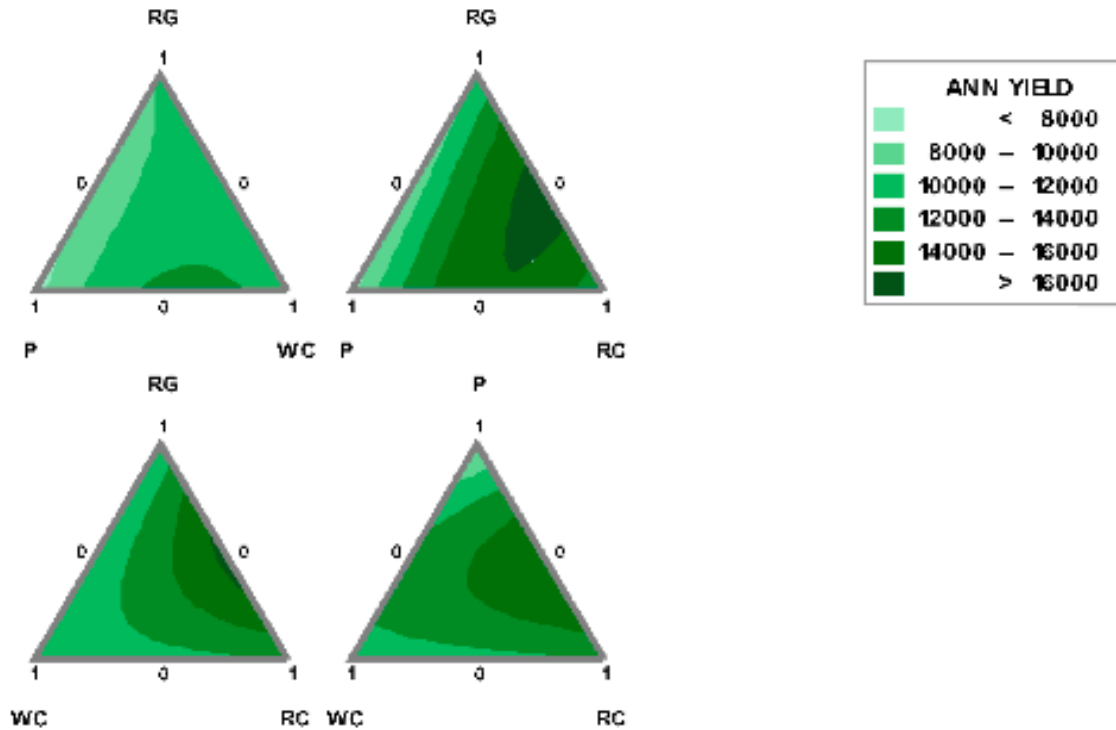 RG RG
1 1
ANN YIELD
< 8000
8000 – 10000
10000 – 12000
12000 – 14000
14000 – 16000
> 16000
0 0 0 0
1 0 1 1 0 1
P WC P RC
RG P
1 1
0 0 0 0
1 0 1 1 0 1
WC RC WC RC